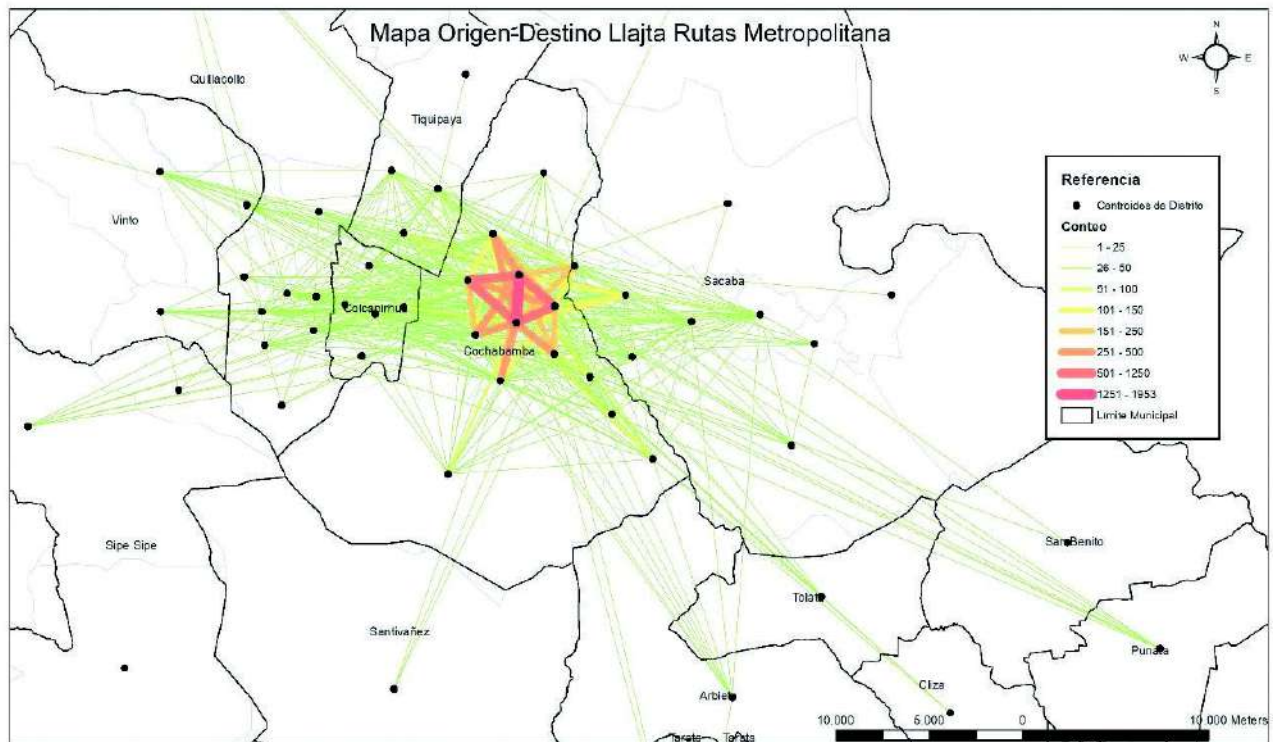 Mapa Origen-Destino Llajta Rutas Metropolitana
N
W
E
S
Quillacollo
Tiquipaya
Vinto
Sacaba
Colcapirhua
Cochabamba
Referencia
Centroides de Distrito
Conteo
1 - 25
26 - 50
51 - 100
101 - 150
151 - 250
251 - 500
501 - 1250
1251 - 1953
Limite Municipal
Sipe Sipe
San Benito
Tolata
Santivañez
Punata
Arbieto
Cliza
Tarata
Tarata
10 000
5 000
0
10 000 Meters